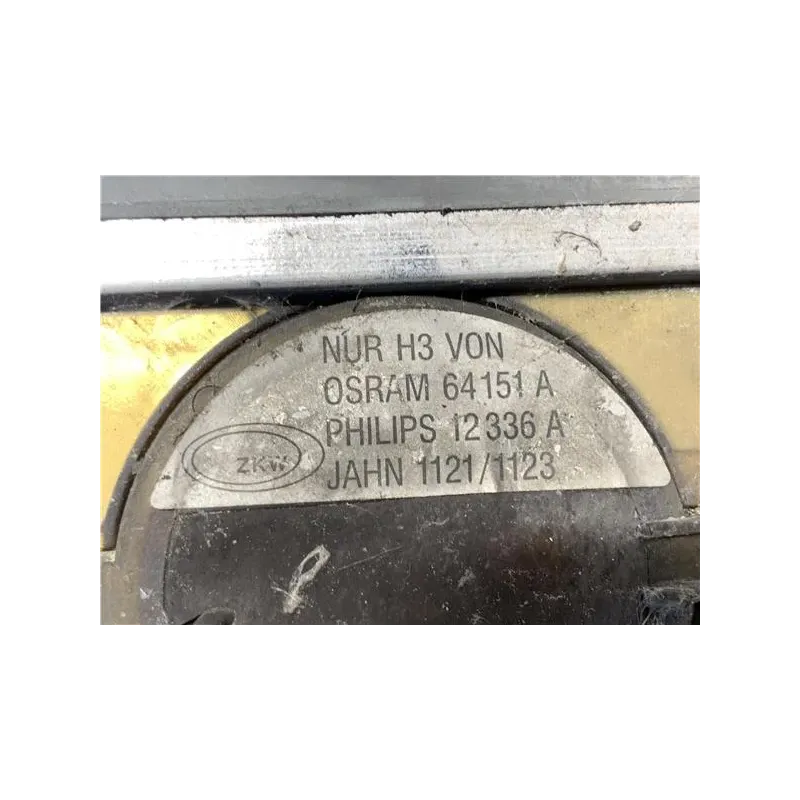 NUR H3 VON
OSRAM 64151 A
PHILIPS 12336 A
JAHN 1121/1123
ZKW